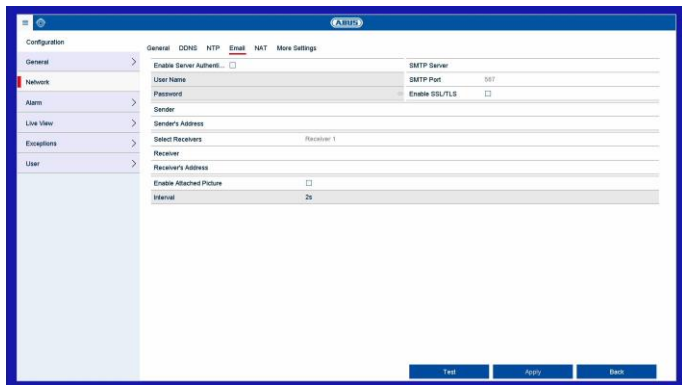 ABUS
Configuration
General DDNS NTP Email NAT More Settings
General
Network
Alarm
Live View
Exceptions
User
Enable Server Authenti... SMTP Server
User Name SMTP Port 587
Password Enable SSL/TLS
Sender
Sender's Address
Select Receivers Receiver 1
Receiver
Receiver's Address
Enable Attached Picture
Interval 2s
Test Apply Back